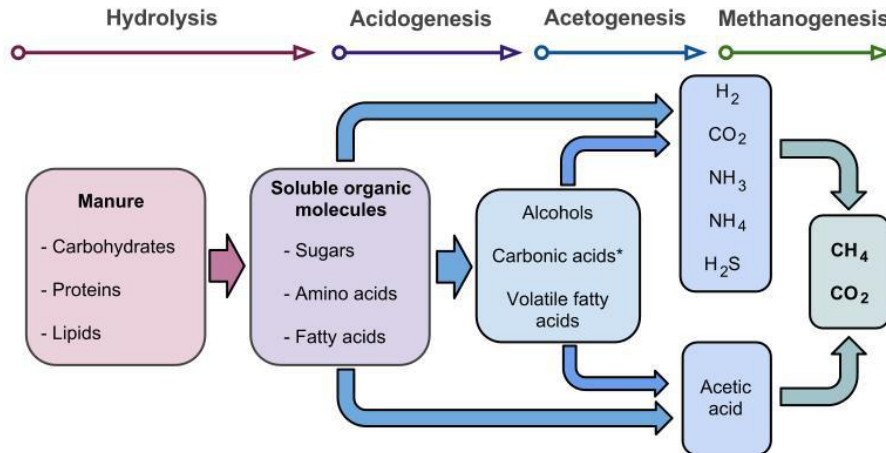 Hydrolysis
Acidogenesis
Acetogenesis
Methanogenesis
Manure
- Carbohydrates
- Proteins
- Lipids
Soluble organic
molecules
- Sugars
- Amino acids
- Fatty acids
Alcohols
Carbonic acids*
Volatile fatty
acids
H2
CO2
NH3
NH4
H2S
Acetic
acid
CH4
CO2